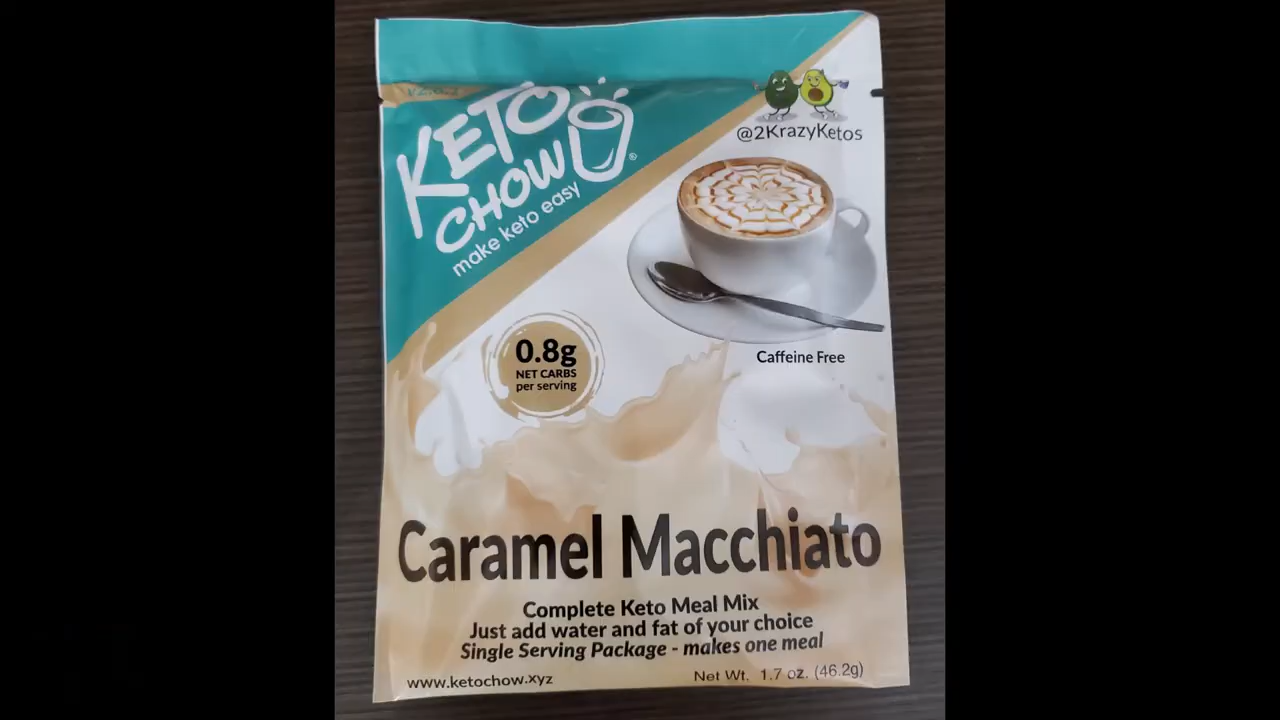 KETO
CHOW®
make keto easy
@2KrazyKetos
0.8g
NET CARBS
per serving
Caffeine Free
Caramel Macchiato
Complete Keto Meal Mix
Just add water and fat of your choice
Single Serving Package - makes one meal
www.ketochow.xyz
Net Wt. 1.7 oz. (46.2g)